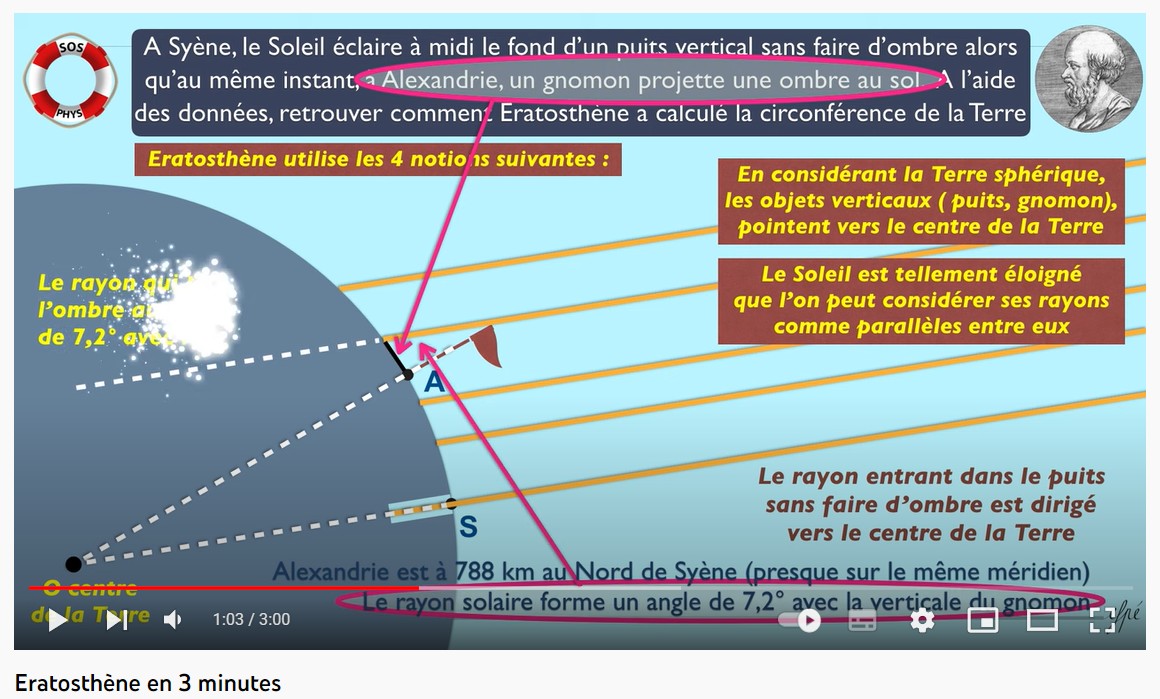 SOS
PHYS
A Syène, le Soleil éclaire à midi le fond d'un puits vertical sans faire d'ombre alors
qu'au même instant, a Alexandrie, un gnomon projette une ombre au sol. A l'aide
des données, retrouver comment Eratosthène a calculé la circonférence de la Terre
Eratosthène utilise les 4 notions suivantes :
En considérant la Terre sphérique,
les objets verticaux ( puits, gnomon),
pointent vers le centre de la Terre
Le Soleil est tellement éloigné
que l'on peut considérer ses rayons
comme parallèles entre eux
Le rayon qui
l'ombre
de 7,2° avec
A
S
Le rayon entrant dans le puits
sans faire d'ombre est dirigé
vers le centre de la Terre
O centre
de la Terre
Alexandrie est à 788 km au Nord de Syène (presque sur le même méridien)
Le rayon solaire forme un angle de 7,2° avec la verticale du gnomon
1:03 / 3:00
Eratosthène en 3 minutes